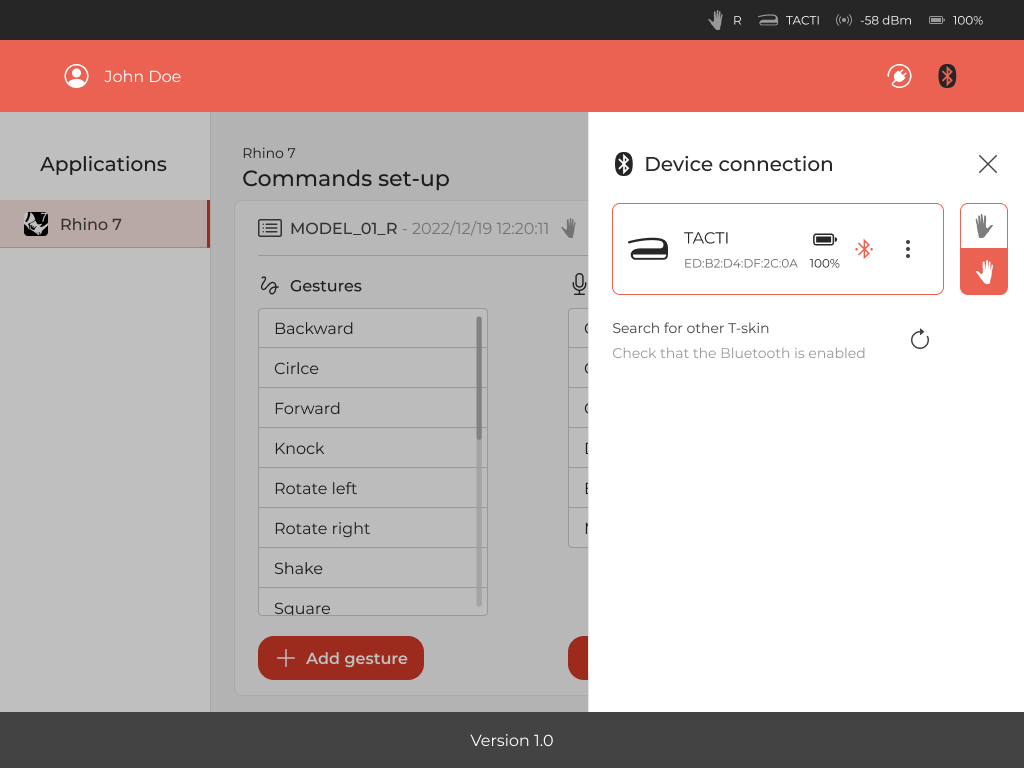 R TACTI -58 dBm 100%
John Doe
Applications
Rhino 7
Rhino 7
Commands set-up
MODEL_01_R - 2022/12/19 12:20:11
Gestures
Backward
Cirlce
Forward
Knock
Rotate left
Rotate right
Shake
Square
Add gesture
Device connection
TACTI
ED:B2:D4:DF:2C:0A 100%
Search for other T-skin
Check that the Bluetooth is enabled
Version 1.0